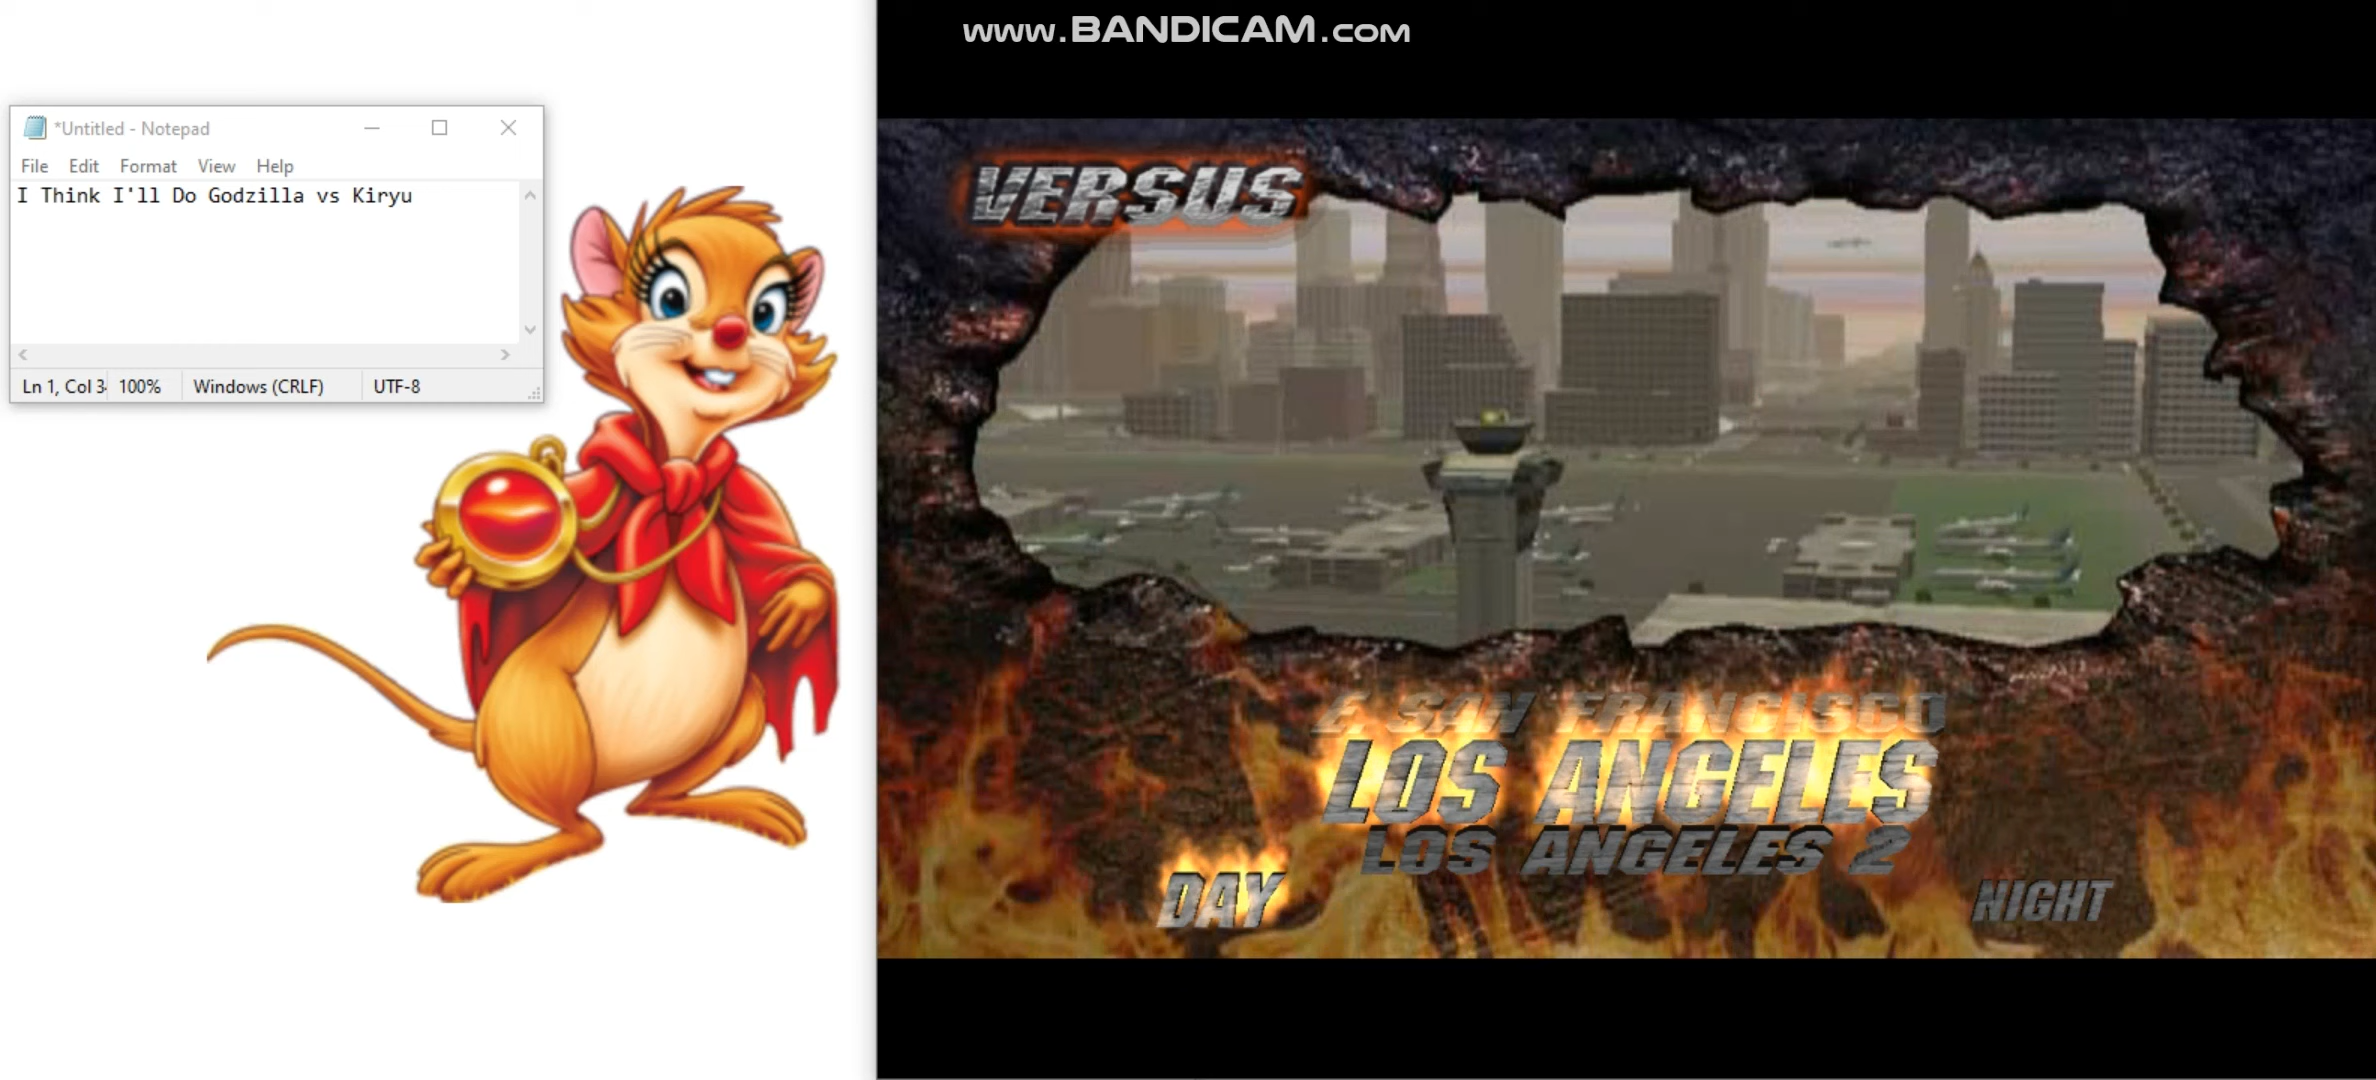 www.BANDICAM.com
*Untitled - Notepad
File Edit Format View Help
I Think I'll Do Godzilla vs Kiryu
Ln 1, Col 3
100%
Windows (CRLF)
UTF-8
VERSUS
SAN FRANCISCO
LOS ANGELES
LOS ANGELES 2
DAY
NIGHT